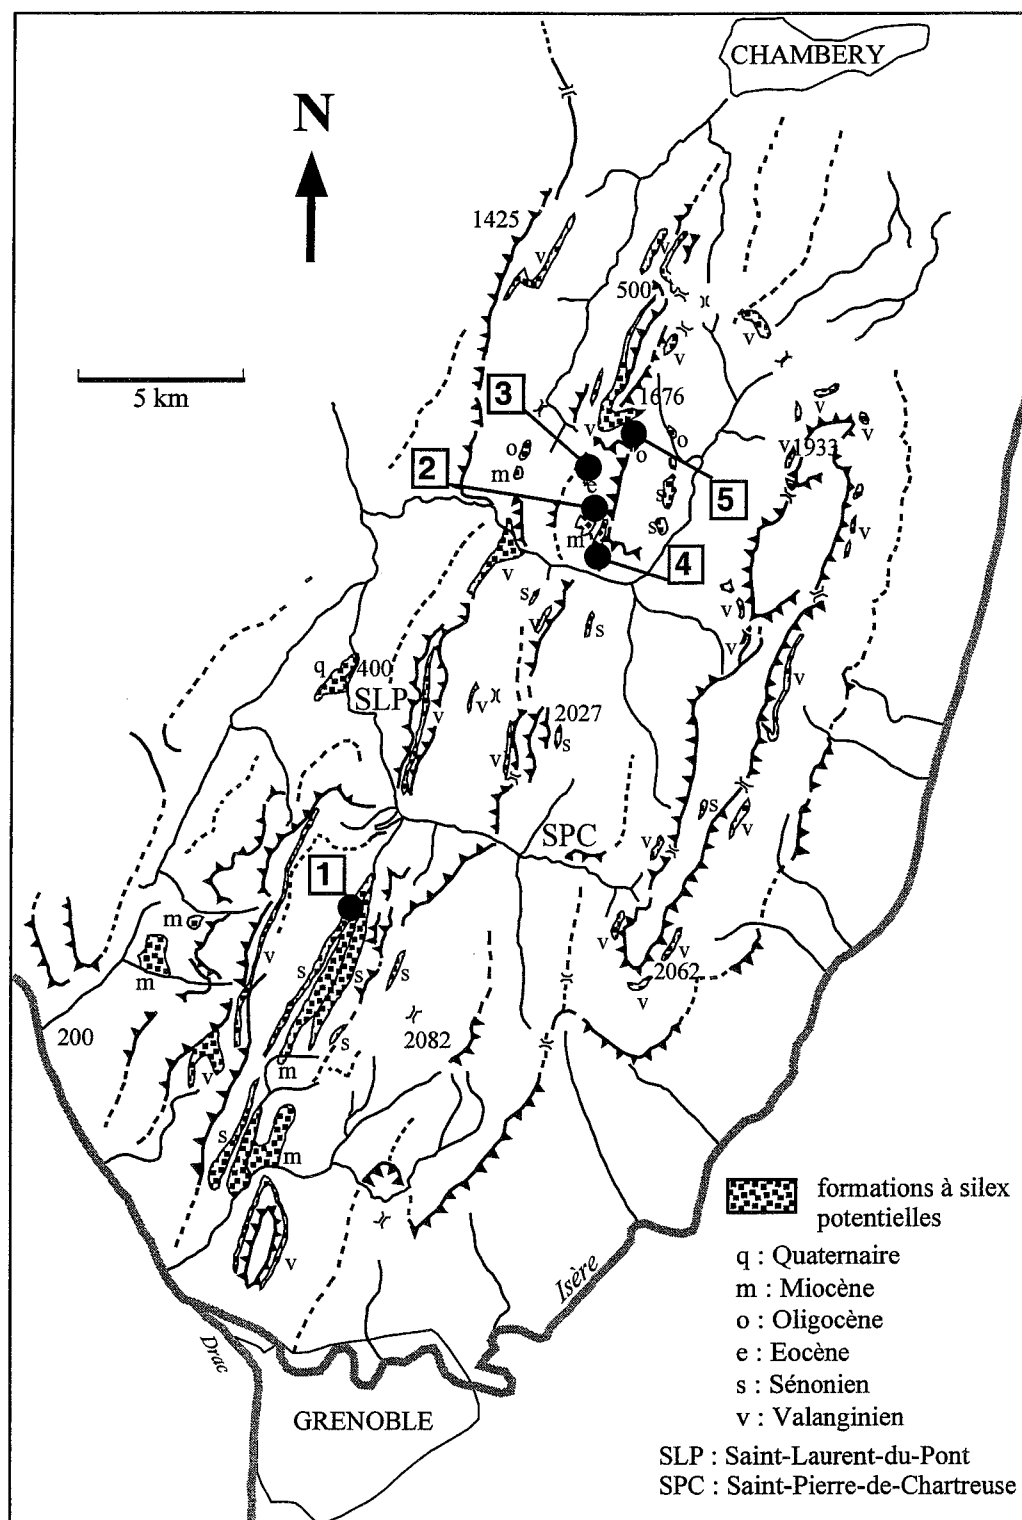 CHAMBERY
N
1425
v
v
500
v
v
5 km
3
1676
v
v
o
o
o
v
1933
v
2
m
e
s
5
s
m
4
v
v
s
v
s
v
v
q
400
SLP
v
v
v
2027
s
v
SPC
s
v
v
1
m
m
v
s
s
s
v
v
2062
v
200
2082
s
m
v
s
m
v
Isère
Drac
GRENOBLE
formations à silex
potentielles
q : Quaternaire
m : Miocène
o : Oligocène
e : Eocène
s : Sénonien
v : Valanginien
SLP : Saint-Laurent-du-Pont
SPC : Saint-Pierre-de-Chartreuse